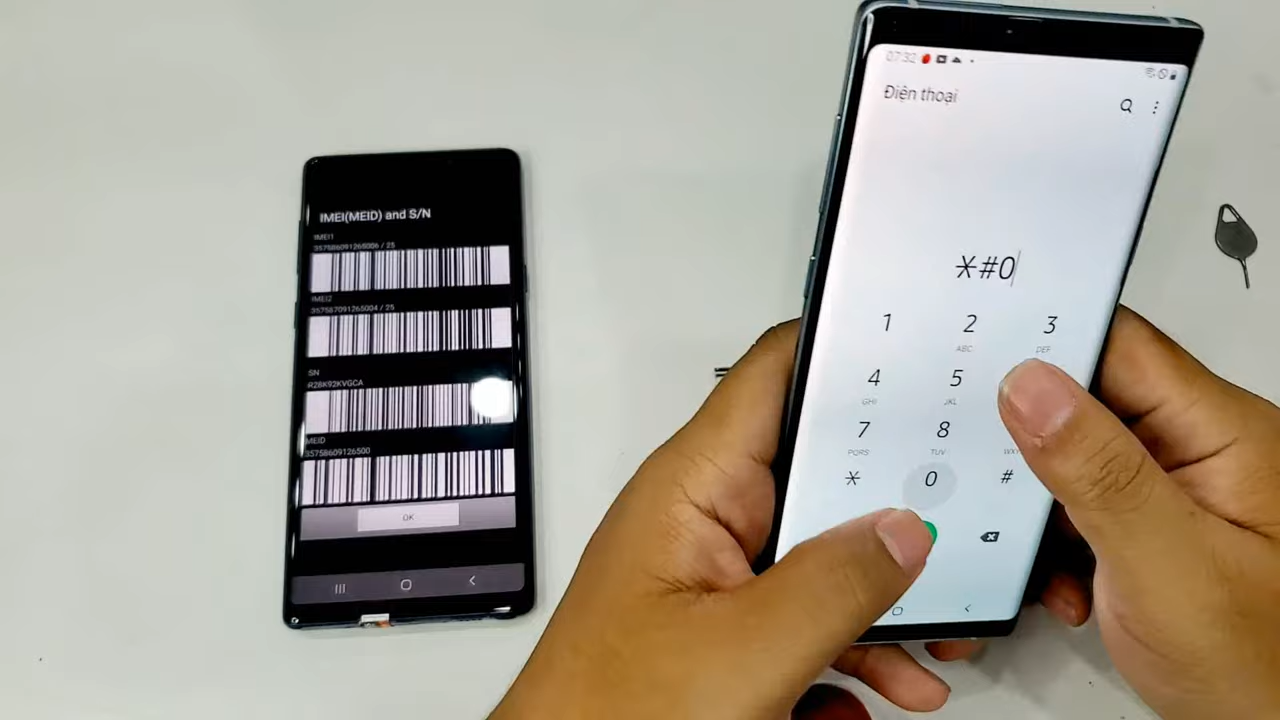 IMEI(MEID) and S/N
IMEI1
357586091265006 / 25
IMEI2
357587091265004 / 25
SN
R28K92KVGCA
MEID
35758609126500
OK
07:32
Điện thoại
*#0
1 2 3
ABC DEF
4 5
GHI JKL
7 8
PQRS TUV
* 0 #